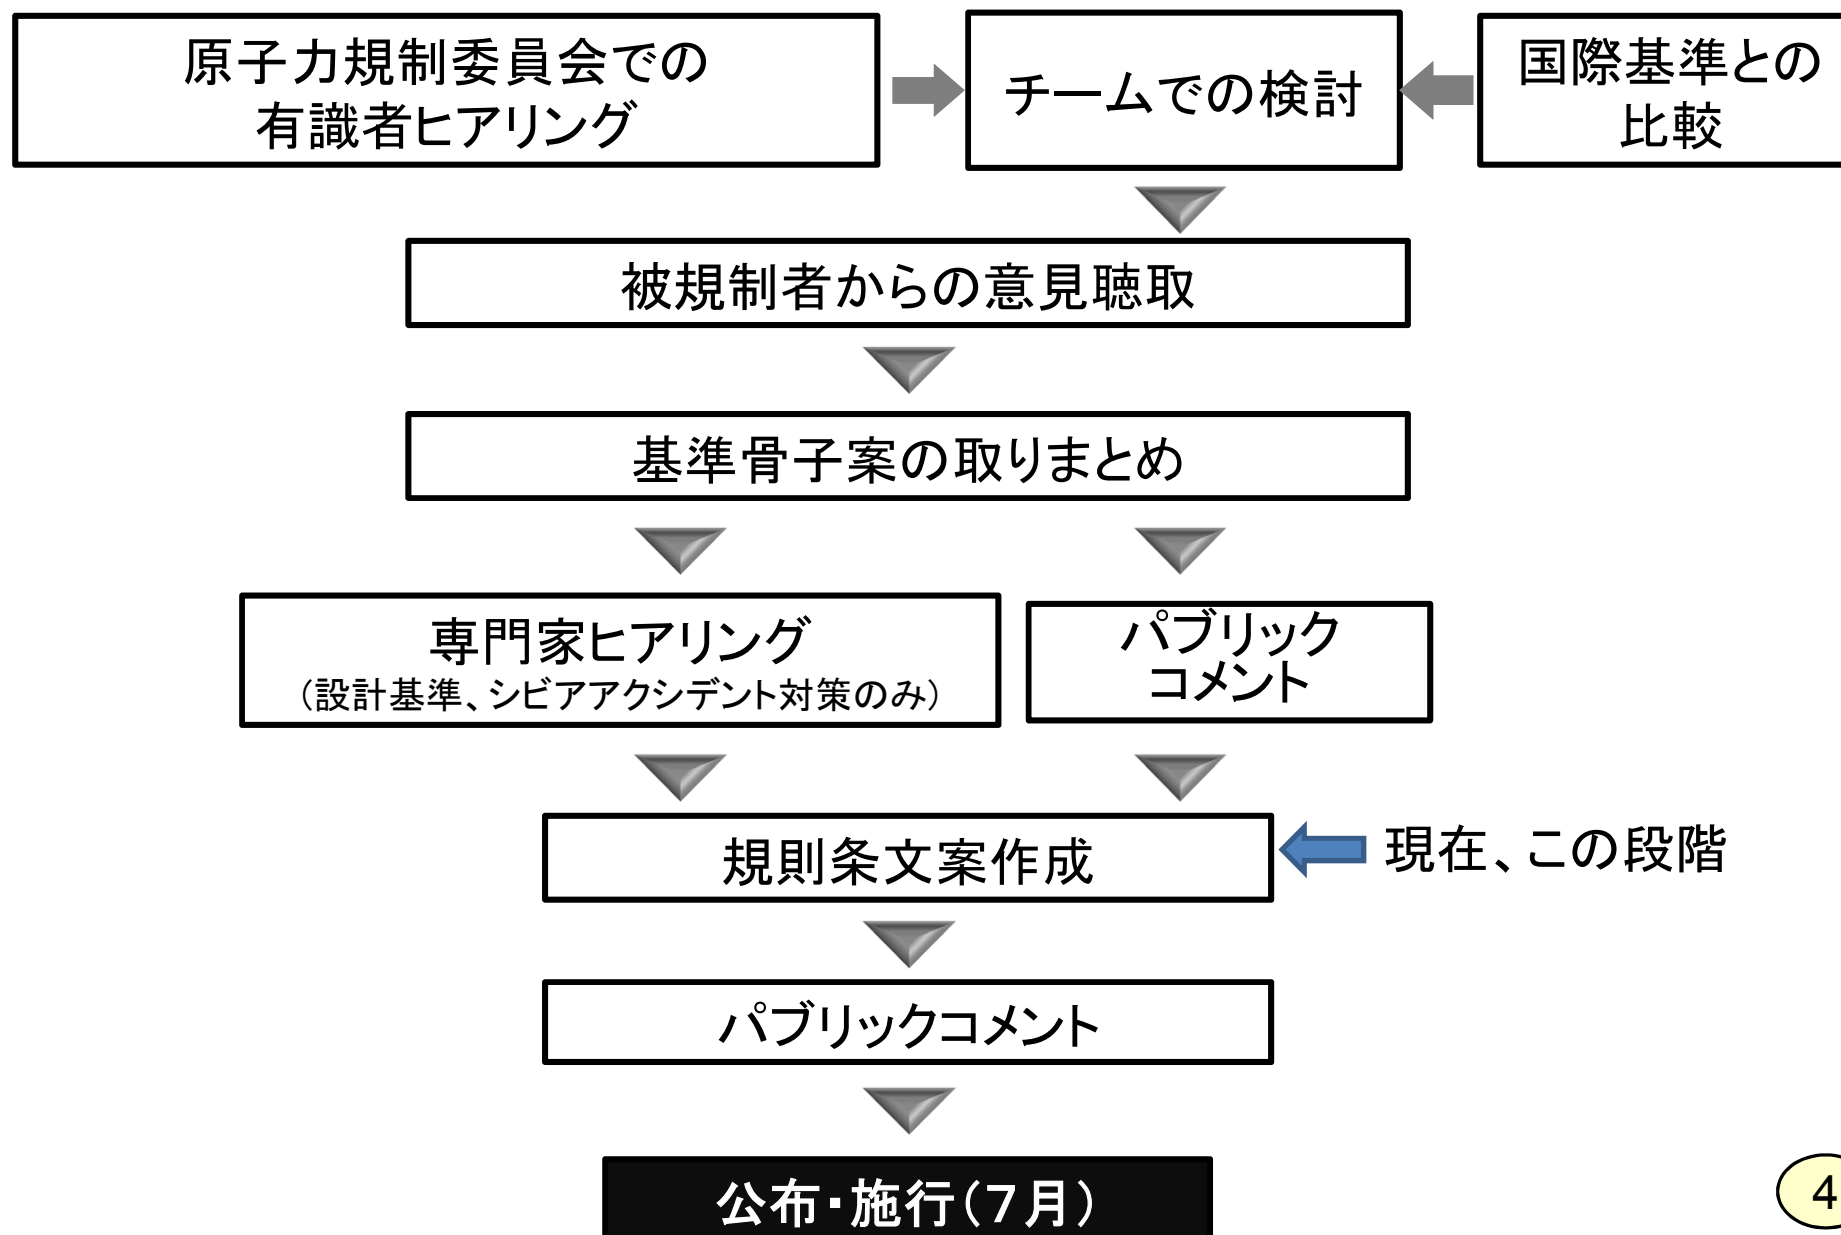 原子力規制委員会での
有識者ヒアリング
チームでの検討
国際基準との
比較
被規制者からの意見聴取
基準骨子案の取りまとめ
専門家ヒアリング
（設計基準、シビアアクシデント対策のみ）
パブリック
コメント
規則条文案作成
現在、この段階
パブリックコメント
公布・施行（７月）
4